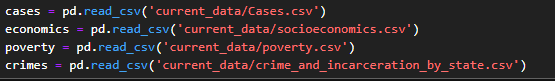 cases = pd.read_csv('current_data/Cases.csv')
economics = pd.read_csv('current_data/socioeconomics.csv')
poverty = pd.read_csv('current_data/poverty.csv')
crimes = pd.read_csv('current_data/crime_and_incarceration_by_state.csv')